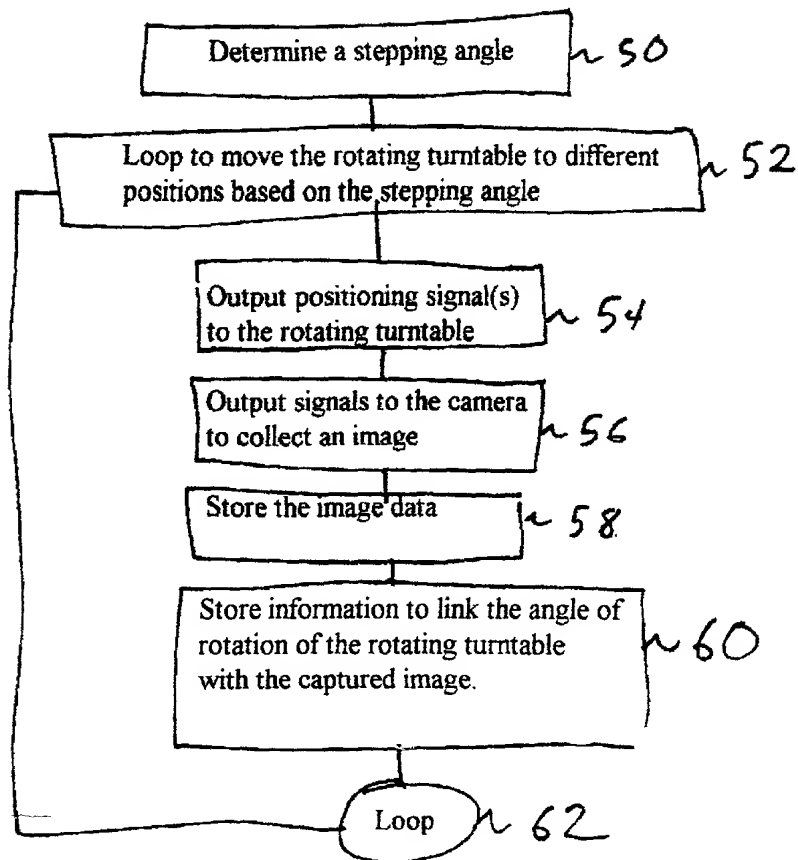 Determine a stepping angle
50
Loop to move the rotating turntable to different
positions based on the stepping angle
52
Output positioning signal(s)
to the rotating turntable
54
Output signals to the camera
to collect an image
56
Store the image data
58
Store information to link the angle of
rotation of the rotating turntable
with the captured image.
60
Loop
62